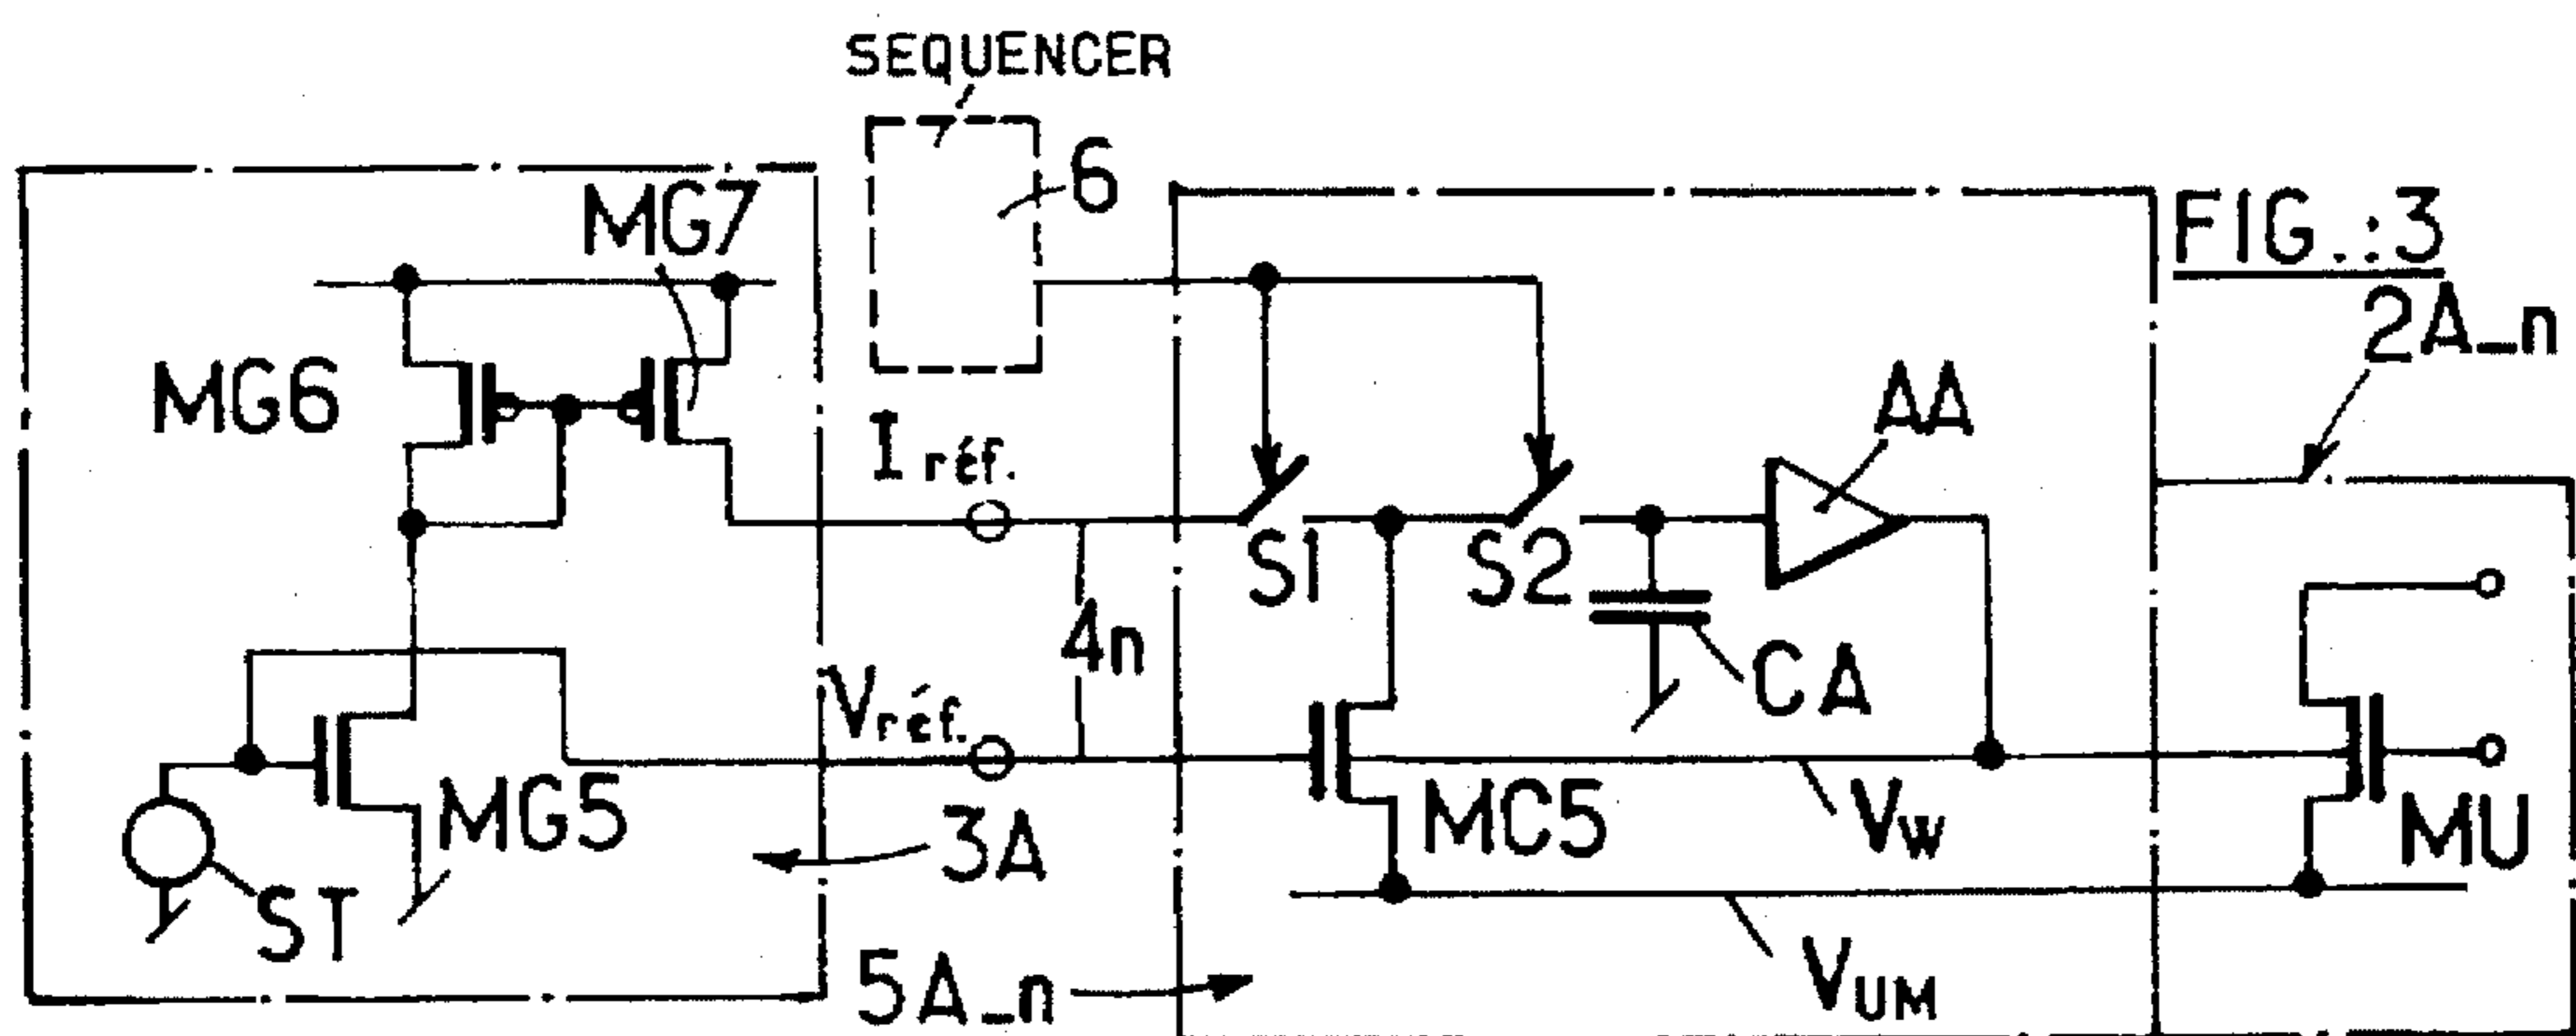 SEQUENCER
6
MG7
FIG.:3
2A_n
MG6
AA
I réf.
S1
S2
4n
CA
Vréf.
MG5
MC5
VW
MU
3A
ST
5A_n
VUM